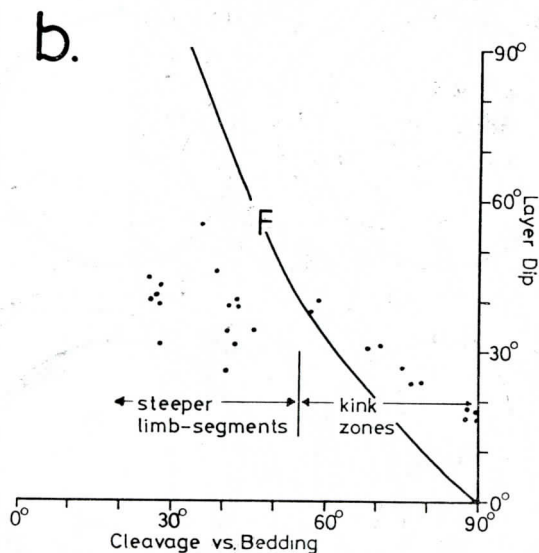 b.
90°
60°
Layer Dip
F
30°
steeper
limb-segments
kink
zones
0°
0°
30°
60°
90°
Cleavage vs. Bedding